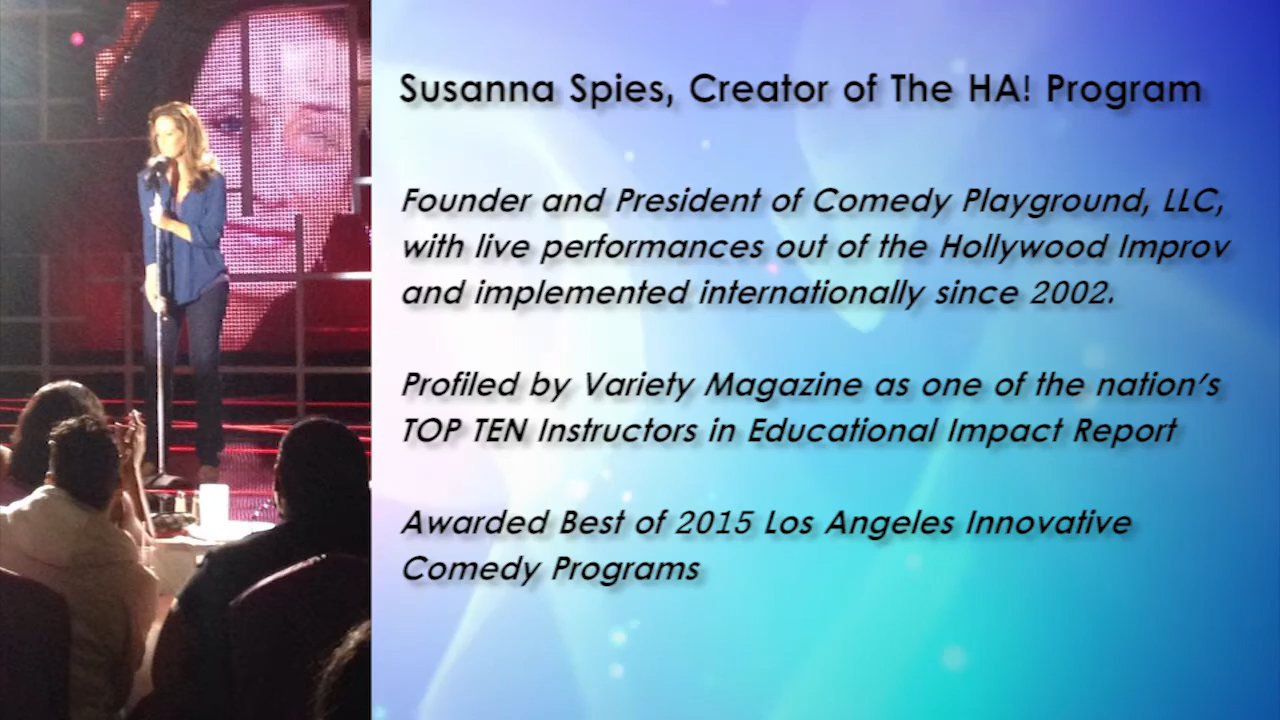 Susanna Spies, Creator of The HA! Program
Founder and President of Comedy Playground, LLC,
with live performances out of the Hollywood Improv
and implemented internationally since 2002.
Profiled by Variety Magazine as one of the nation's
TOP TEN Instructors in Educational Impact Report
Awarded Best of 2015 Los Angeles Innovative
Comedy Programs